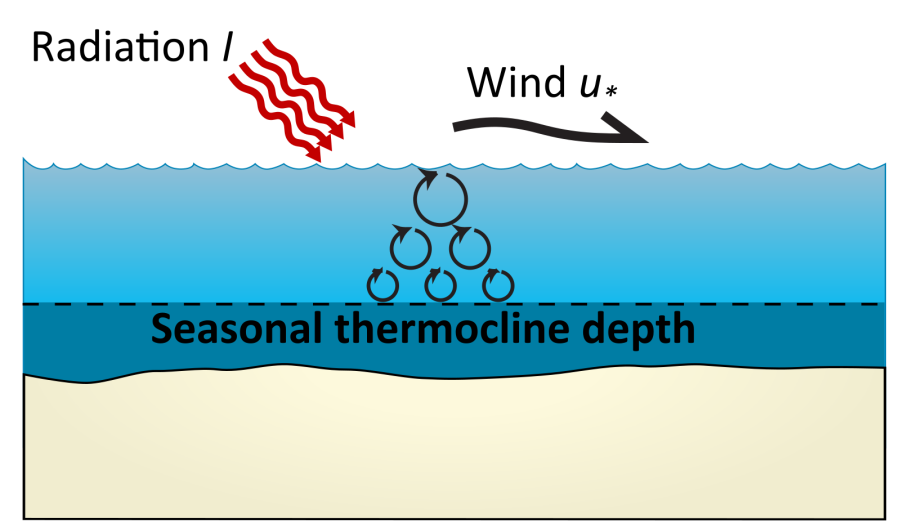 Radiation I
Wind u*
Seasonal thermocline depth